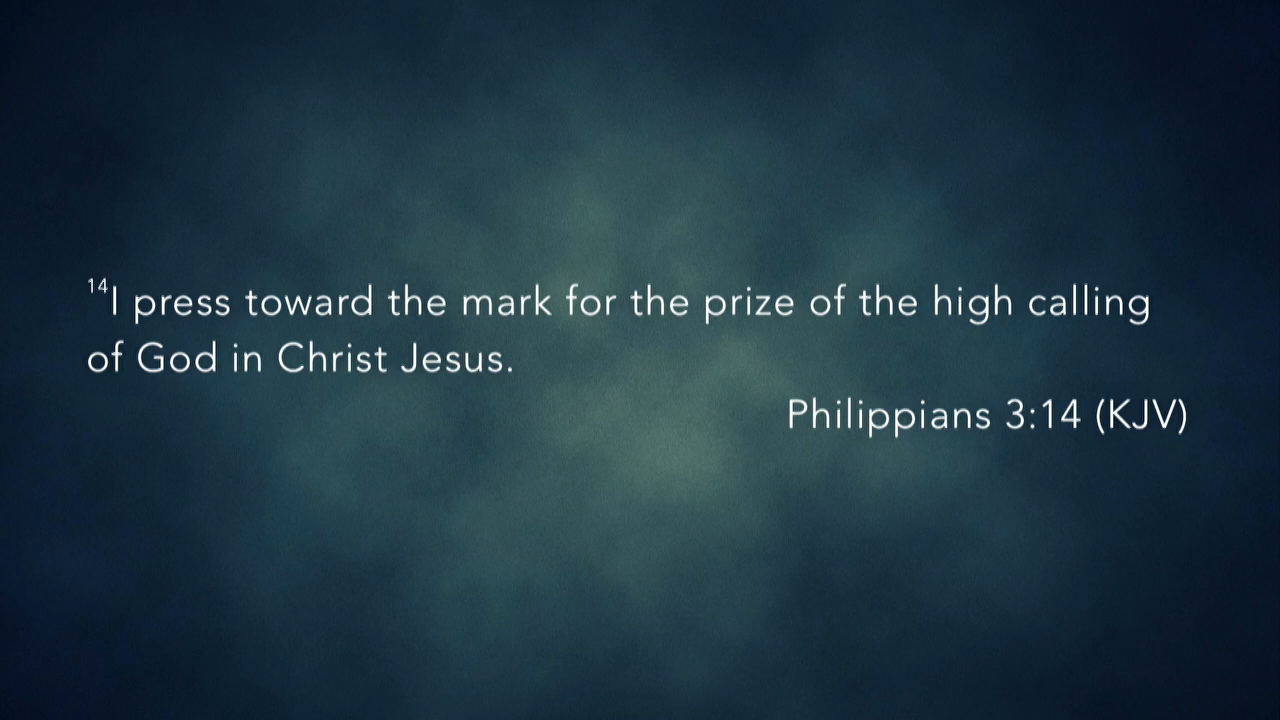 ¹⁴I press toward the mark for the prize of the high calling
of God in Christ Jesus.
Philippians 3:14 (KJV)